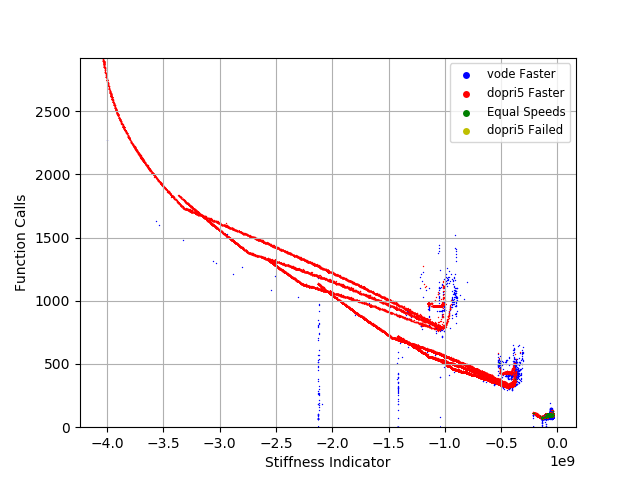 vode Faster
dopri5 Faster
Equal Speeds
dopri5 Failed
Function Calls
2500
2000
1500
1000
500
0
−4.0 −3.5 −3.0 −2.5 −2.0 −1.5 −1.0 −0.5 0.0
1e9
Stiffness Indicator